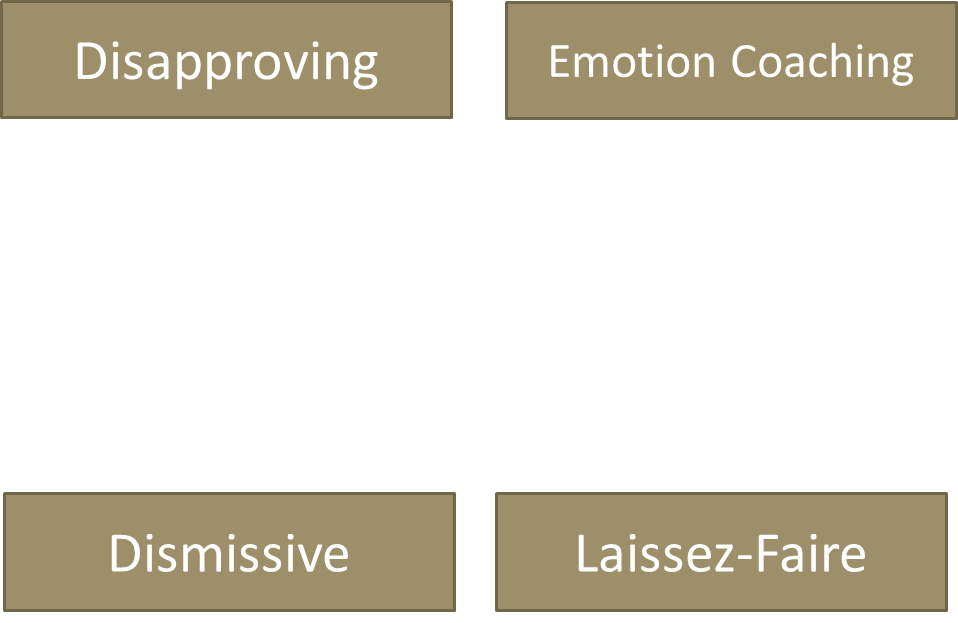 Disapproving
Emotion Coaching
Dismissive
Laissez-Faire